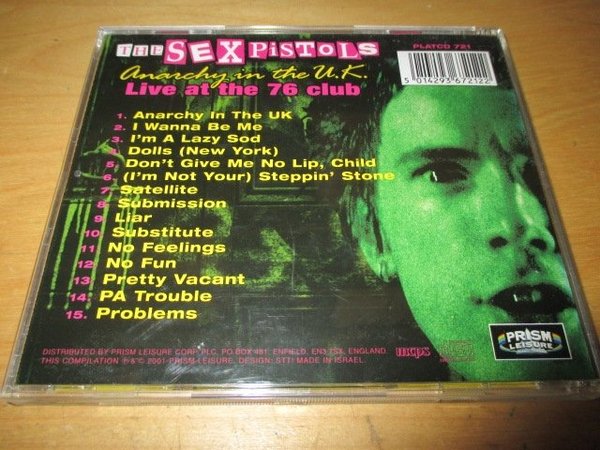 THE SEX PISTOLS
Anarchy in the U.K.
Live at the 76 club
PLATCD 721
5 014293 672122
1. Anarchy In The UK
2. I Wanna Be Me
3. I'm A Lazy Sod
4. Dolls (New York)
5. Don't Give Me No Lip, Child
6. (I'm Not Your) Steppin' Stone
7. Satellite
8. Submission
9. Liar
10. Substitute
11. No Feelings
12. No Fun
13. Pretty Vacant
14. PA Trouble
15. Problems
DISTRIBUTED BY PRISM LEISURE CORP. PLC, PO BOX 481, ENFIELD, EN3 7SX, ENGLAND.
THIS COMPILATION ℗ & © 2001 PRISM LEISURE. DESIGN: STTI MADE IN ISRAEL
mcps
PRISM
LEISURE